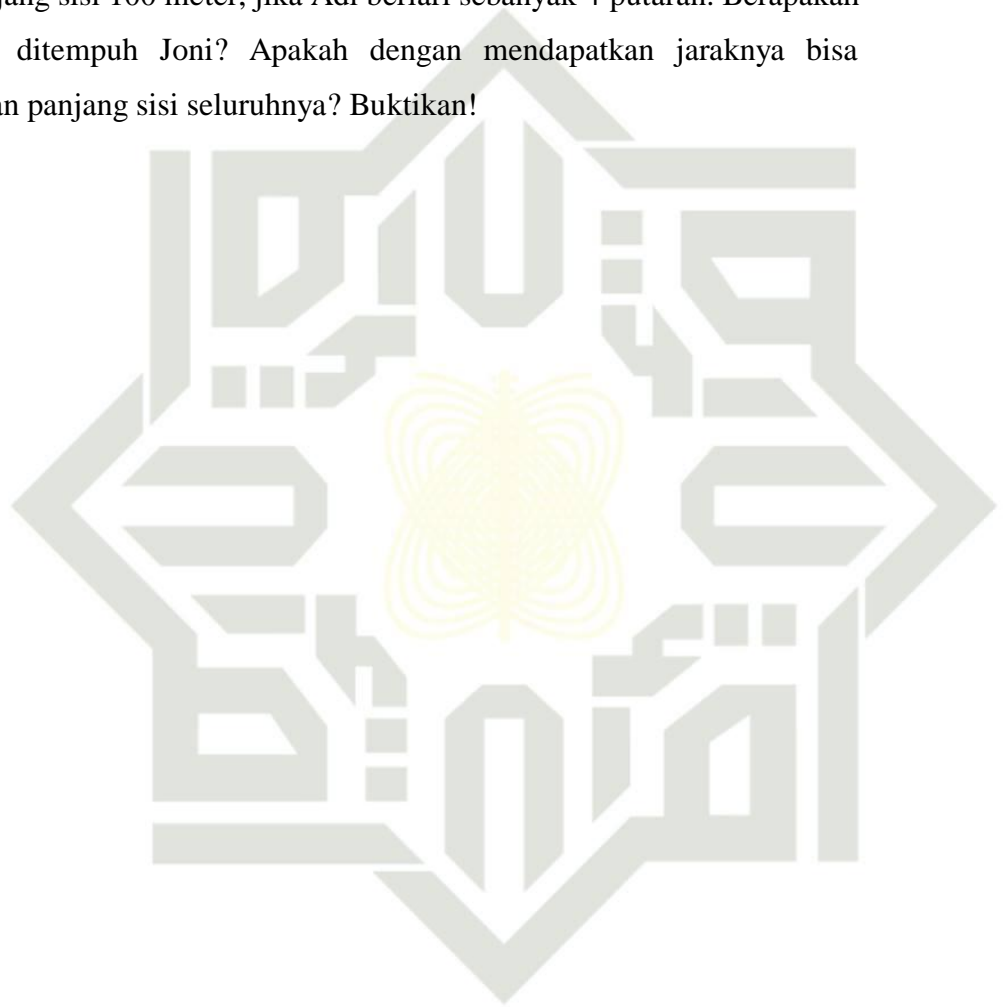 jang sisi 100 meter, jika Adi berlari sebanyak 4 putaran. Berapakah
ditempuh Joni? Apakah dengan mendapatkan jaraknya bisa
an panjang sisi seluruhnya? Buktikan!